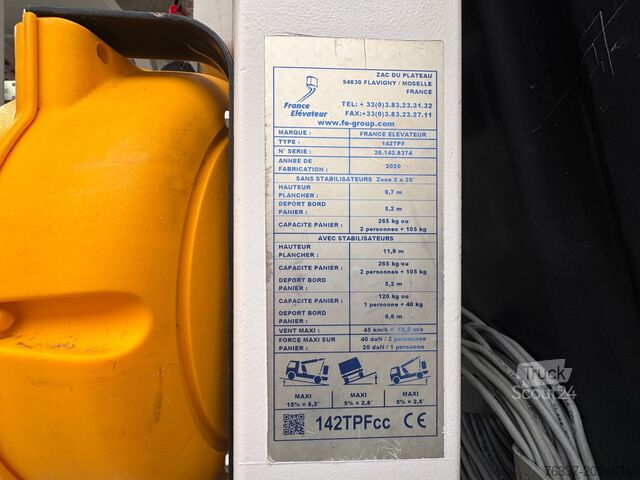 ZAC DU PLATEAU
54630 FLAVIGNY / MOSELLE
FRANCE
France
Elévateur
TEL: + 33(0)3.83.23.31.32
FAX:+33(0)3.83.23.27.11
www.fe-group.com
MARQUE : FRANCE ELEVATEUR
TYPE : 142TPF
N° SERIE : 20.142.8374
ANNEE DE
FABRICATION : 2020
SANS STABILISATEURS Zone 2 x 20°
HAUTEUR
PLANCHER : 9,7 m
DEPORT BORD
PANIER : 5,2 m
CAPACITE PANIER : 265 kg ou
2 personnes + 105 kg
AVEC STABILISATEURS
HAUTEUR
PLANCHER : 11,9 m
CAPACITE PANIER : 265 kg ou
2 personnes + 105 kg
DEPORT BORD
PANIER : 5,2 m
CAPACITE PANIER : 120 kg ou
1 personne + 40 kg
DEPORT BORD
PANIER : 6,6 m
VENT MAXI : 45 km/h = 12,5 m/s
FORCE MAXI SUR
PANIER : 40 daN / 2 personnes
20 daN / 1 personne
MAXI
15% = 8,5°
MAXI
5% = 2,8°
MAXI
5% = 2,8°
142TPFcc CE
Truck
Scout24